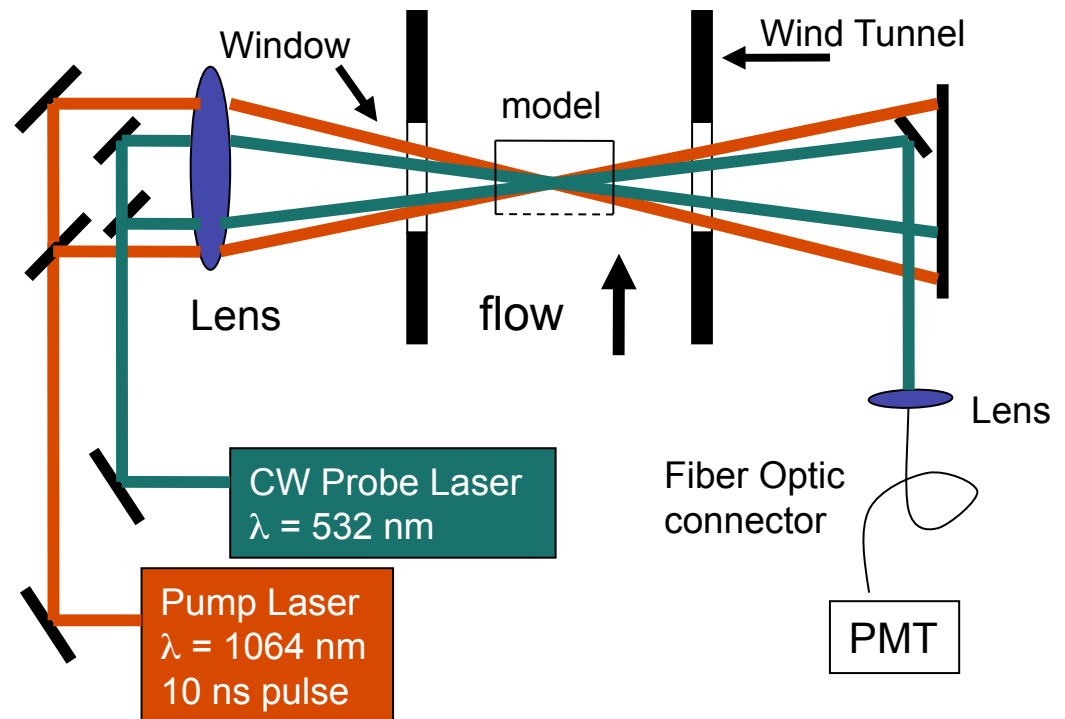 Window
Wind Tunnel
model
Lens
flow
Lens
CW Probe Laser
λ = 532 nm
Fiber Optic
connector
Pump Laser
λ = 1064 nm
10 ns pulse
PMT